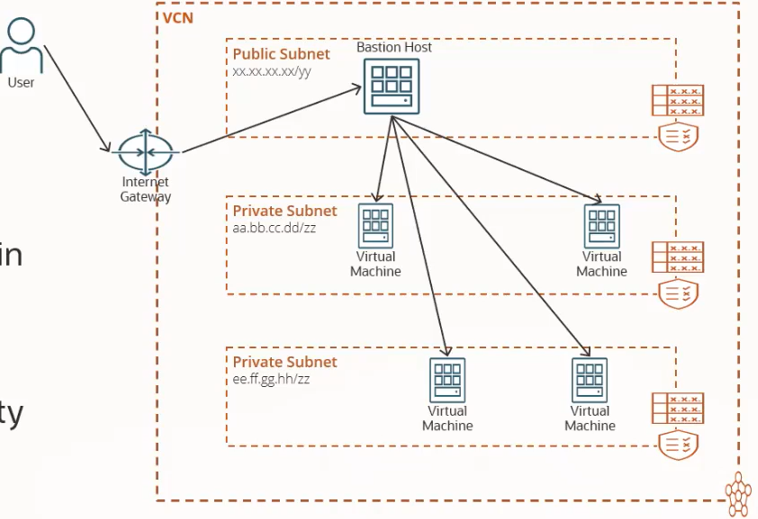 VCN
Public Subnet
xx.xx.xx.xx/yy
Bastion Host
User
Internet
Gateway
Private Subnet
aa.bb.cc.dd/zz
Virtual
Machine
Virtual
Machine
in
Private Subnet
ee.ff.gg.hh/zz
Virtual
Machine
Virtual
Machine
ty